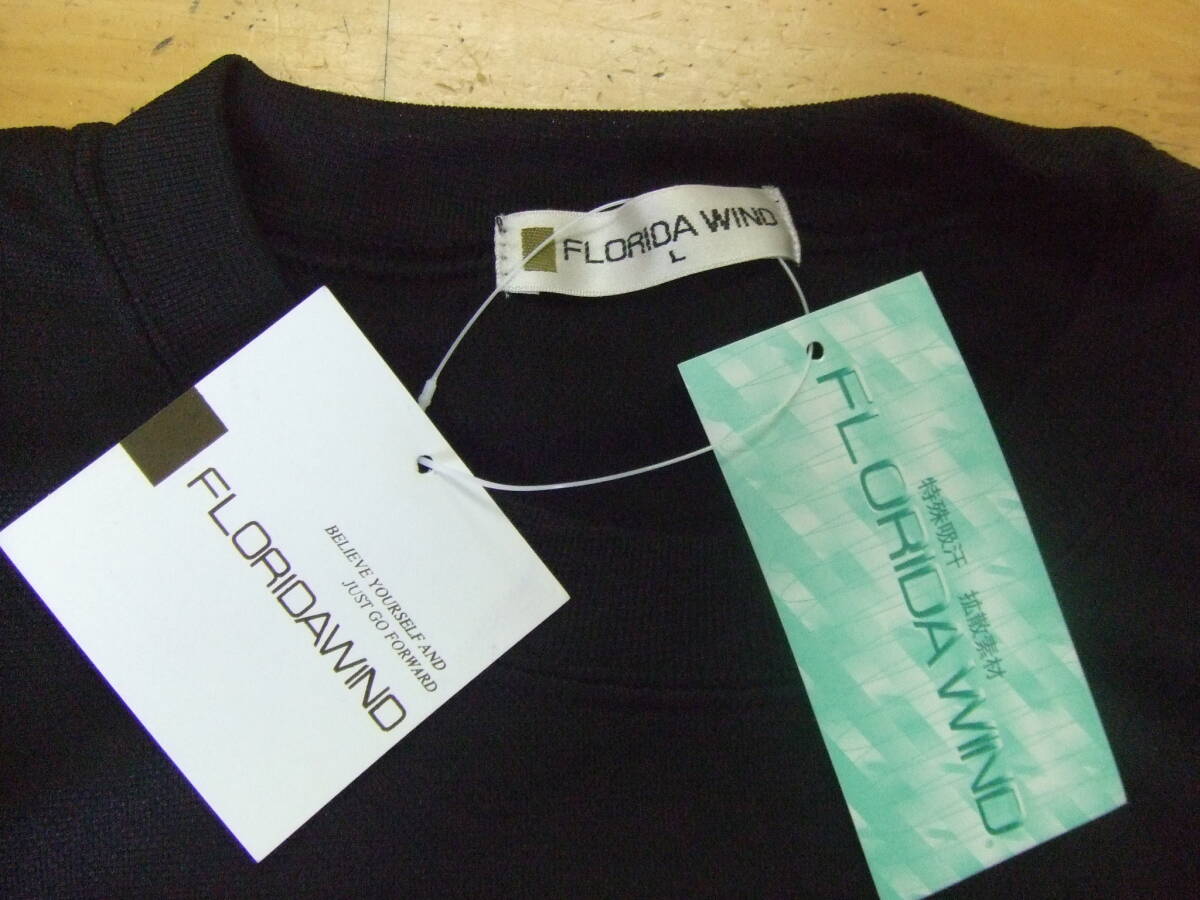 FLORIDA WIND
L
FLORIDAWIND
BELIEVE YOURSELF AND
JUST GO FORWARD
FLORIDA WIND
特殊吸汗 拡散素材